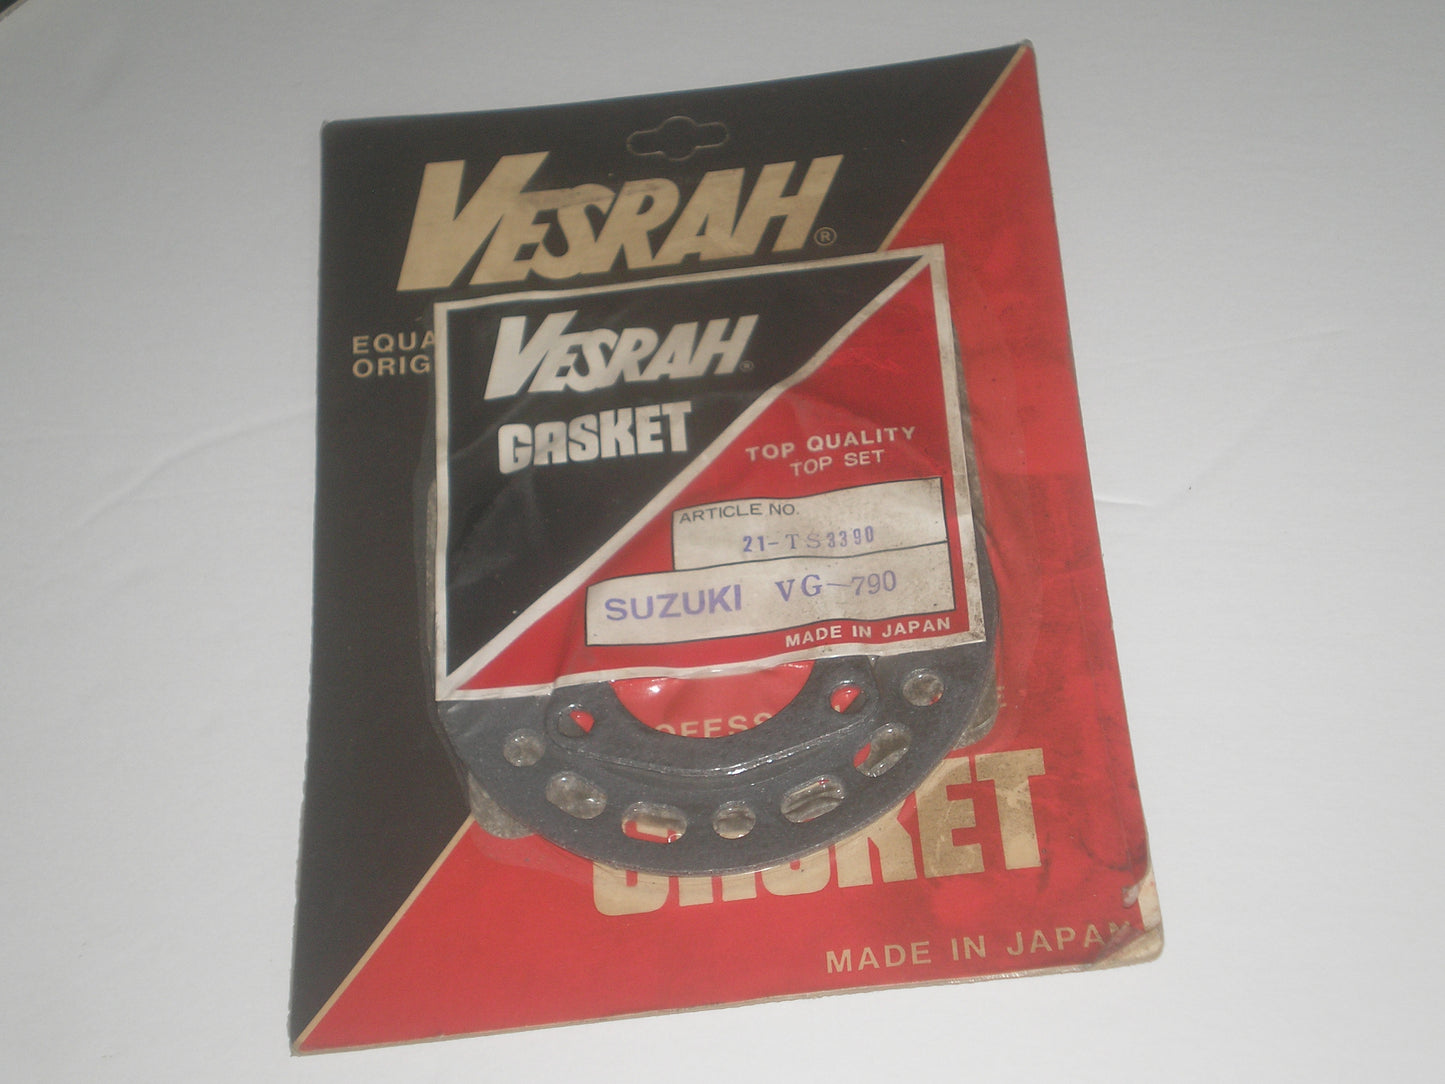 VESRAH®
EQUA
ORIG
VESRAH®
GASKET
TOP QUALITY
TOP SET
ARTICLE NO.
21-TS3390
SUZUKI VG-790
MADE IN JAPAN
OFESS
GASKET
MADE IN JAPAN